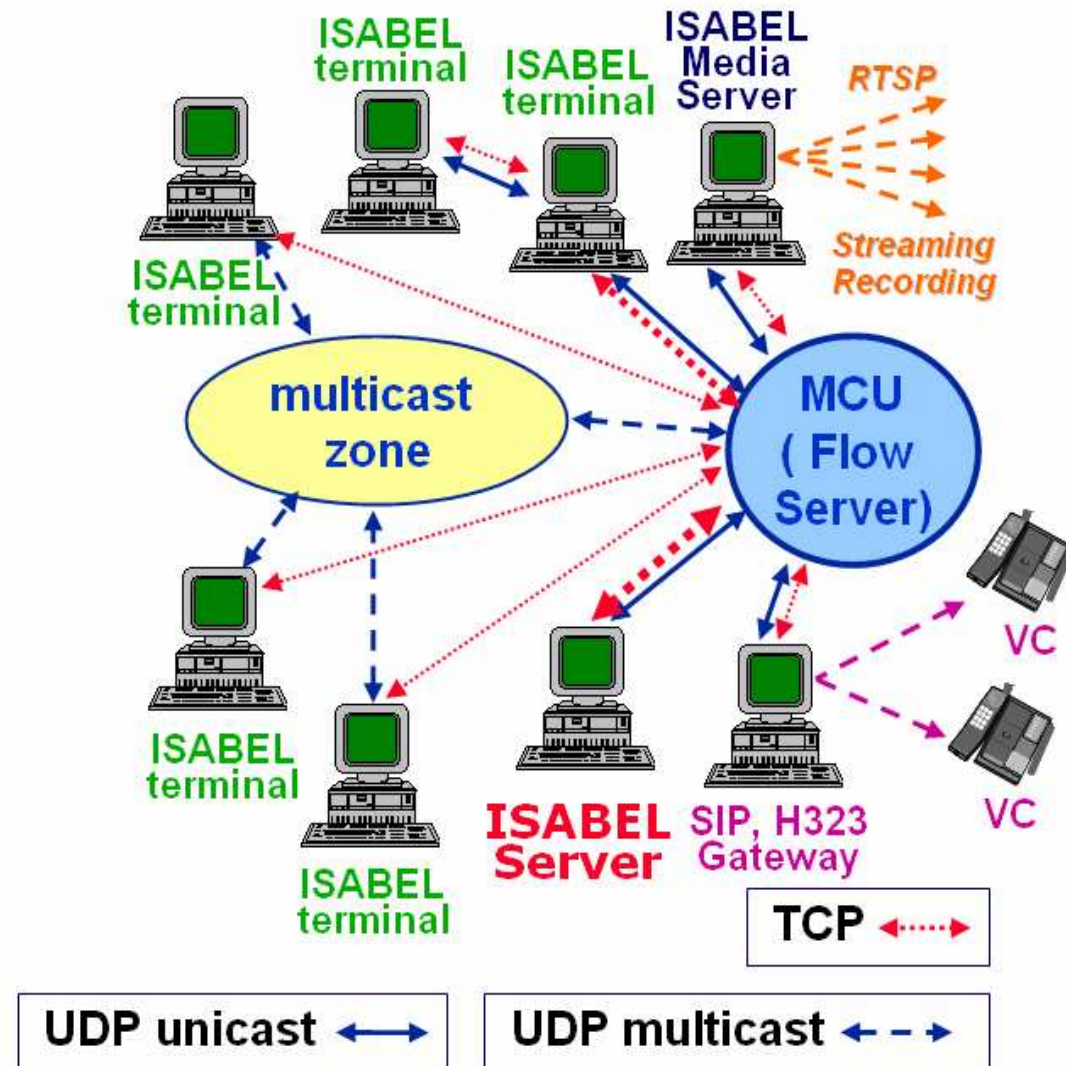 ISABEL
terminal
ISABEL
terminal
ISABEL
Media
Server
RTSP
Streaming
Recording
ISABEL
terminal
multicast
zone
MCU
( Flow
Server)
VC
VC
ISABEL
terminal
ISABEL
terminal
ISABEL
Server
SIP, H323
Gateway
TCP
UDP unicast
UDP multicast